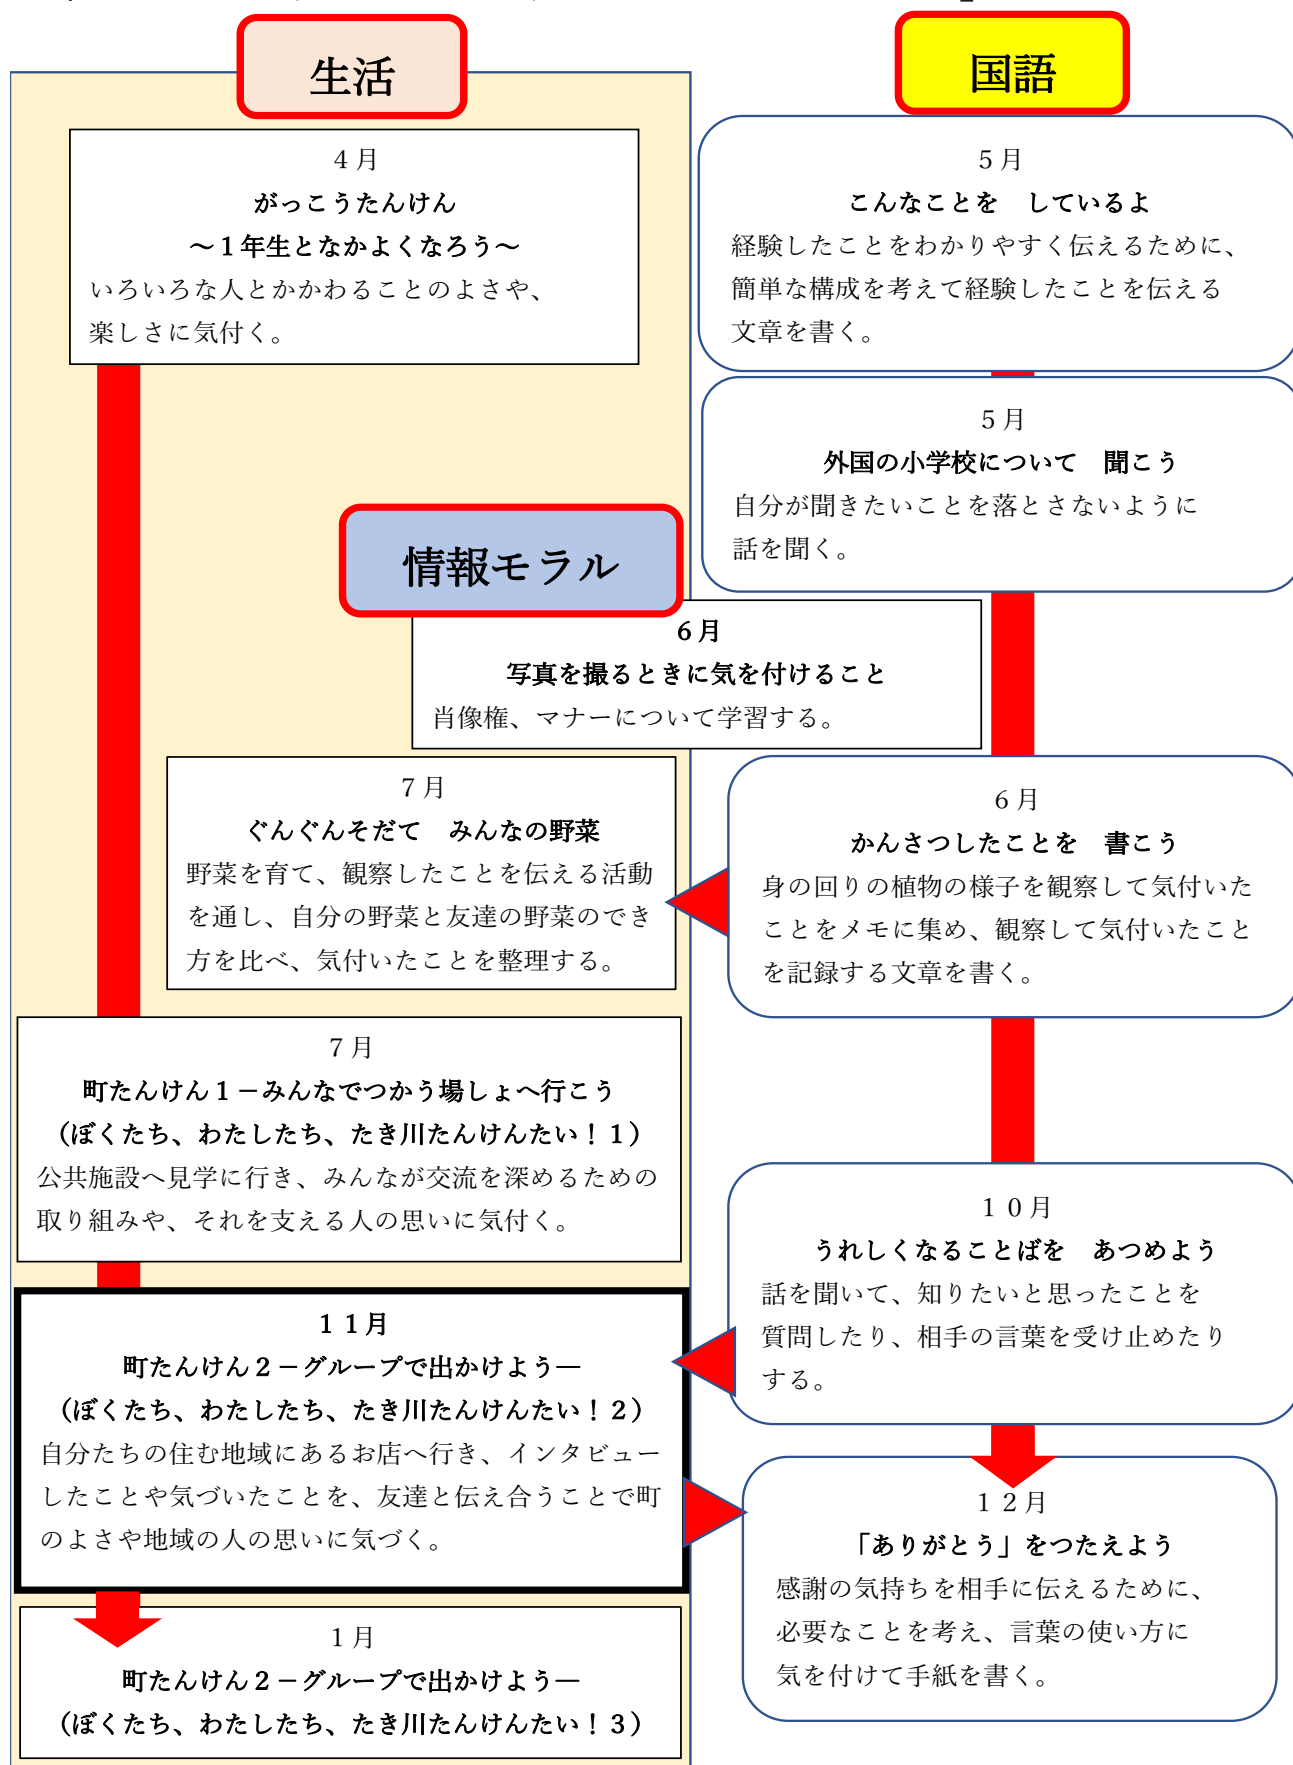 生活
4月
がっこうたんけん
～1年生となかよくなろう～
いろいろな人とかかわることのよさや、
楽しさに気付く。
国語
5月
こんなことを　しているよ
経験したことをわかりやすく伝えるために、
簡単な構成を考えて経験したことを伝える
文章を書く。
5月
外国の小学校について　聞こう
自分が聞きたいことを落とさないように
話を聞く。
情報モラル
6月
写真を撮るときに気を付けること
肖像権、マナーについて学習する。
7月
ぐんぐんそだて　みんなの野菜
野菜を育て、観察したことを伝える活動
を通し、自分の野菜と友達の野菜のでき
方を比べ、気付いたことを整理する。
6月
かんさつしたことを　書こう
身の回りの植物の様子を観察して気付いた
ことをメモに集め、観察して気付いたこと
を記録する文章を書く。
7月
町たんけん１－みんなでつかう場しょへ行こう
（ぼくたち、わたしたち、たき川たんけんたい！１）
公共施設へ見学に行き、みんなが交流を深めるための
取り組みや、それを支える人の思いに気付く。
１０月
うれしくなることばを　あつめよう
話を聞いて、知りたいと思ったことを
質問したり、相手の言葉を受け止めたり
する。
１１月
町たんけん２－グループで出かけよう―
（ぼくたち、わたしたち、たき川たんけんたい！２）
自分たちの住む地域にあるお店へ行き、インタビュー
したことや気づいたことを、友達と伝え合うことで町
のよさや地域の人の思いに気づく。
１２月
「ありがとう」をつたえよう
感謝の気持ちを相手に伝えるために、
必要なことを考え、言葉の使い方に
気を付けて手紙を書く。
1月
町たんけん２－グループで出かけよう―
（ぼくたち、わたしたち、たき川たんけんたい！３）